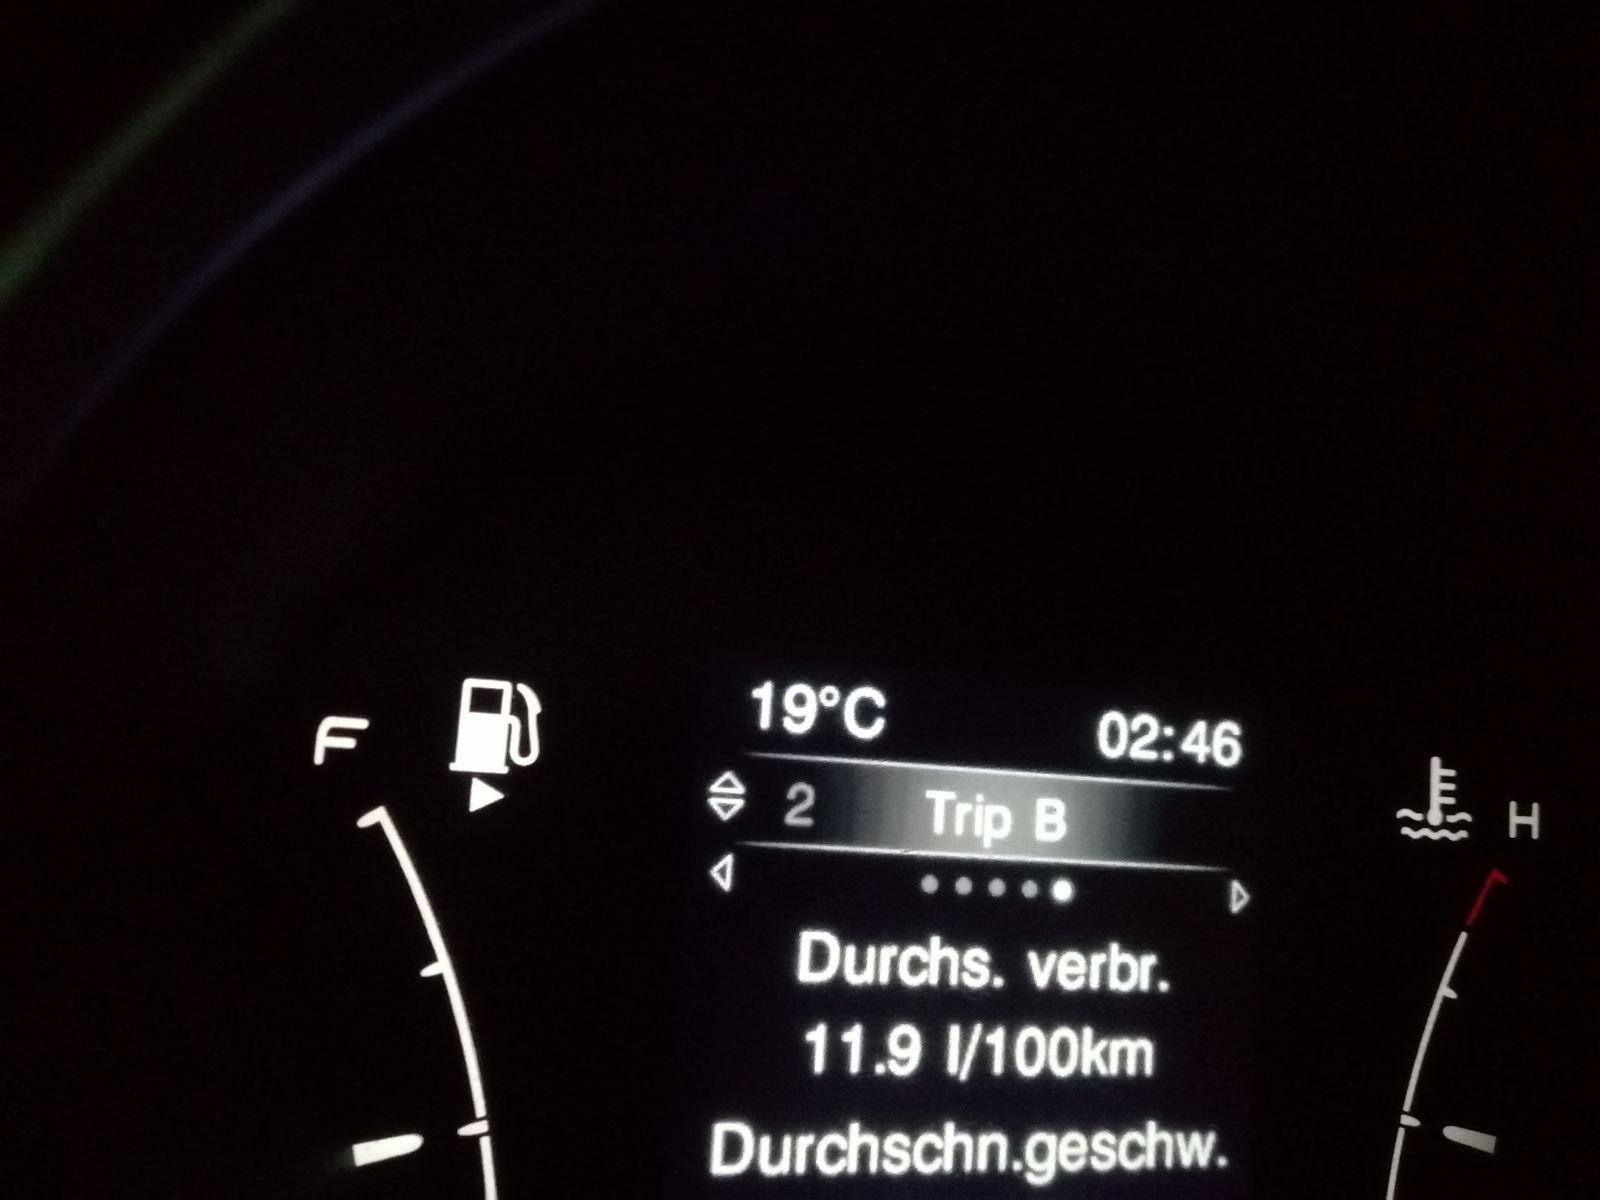 F
19°C 02:46
2 Trip B
H
Durchs. verbr.
11.9 l/100km
Durchschn.geschw.